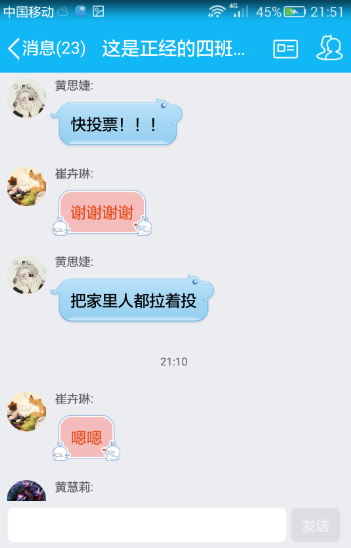 中国移动 4G 45% 21:51
消息(23) 这是正经的四班...
黄思婕:
快投票！！！
崔卉琳:
谢谢谢谢
黄思婕:
把家里人都拉着投
21:10
崔卉琳:
嗯嗯
黄慧莉:
发送